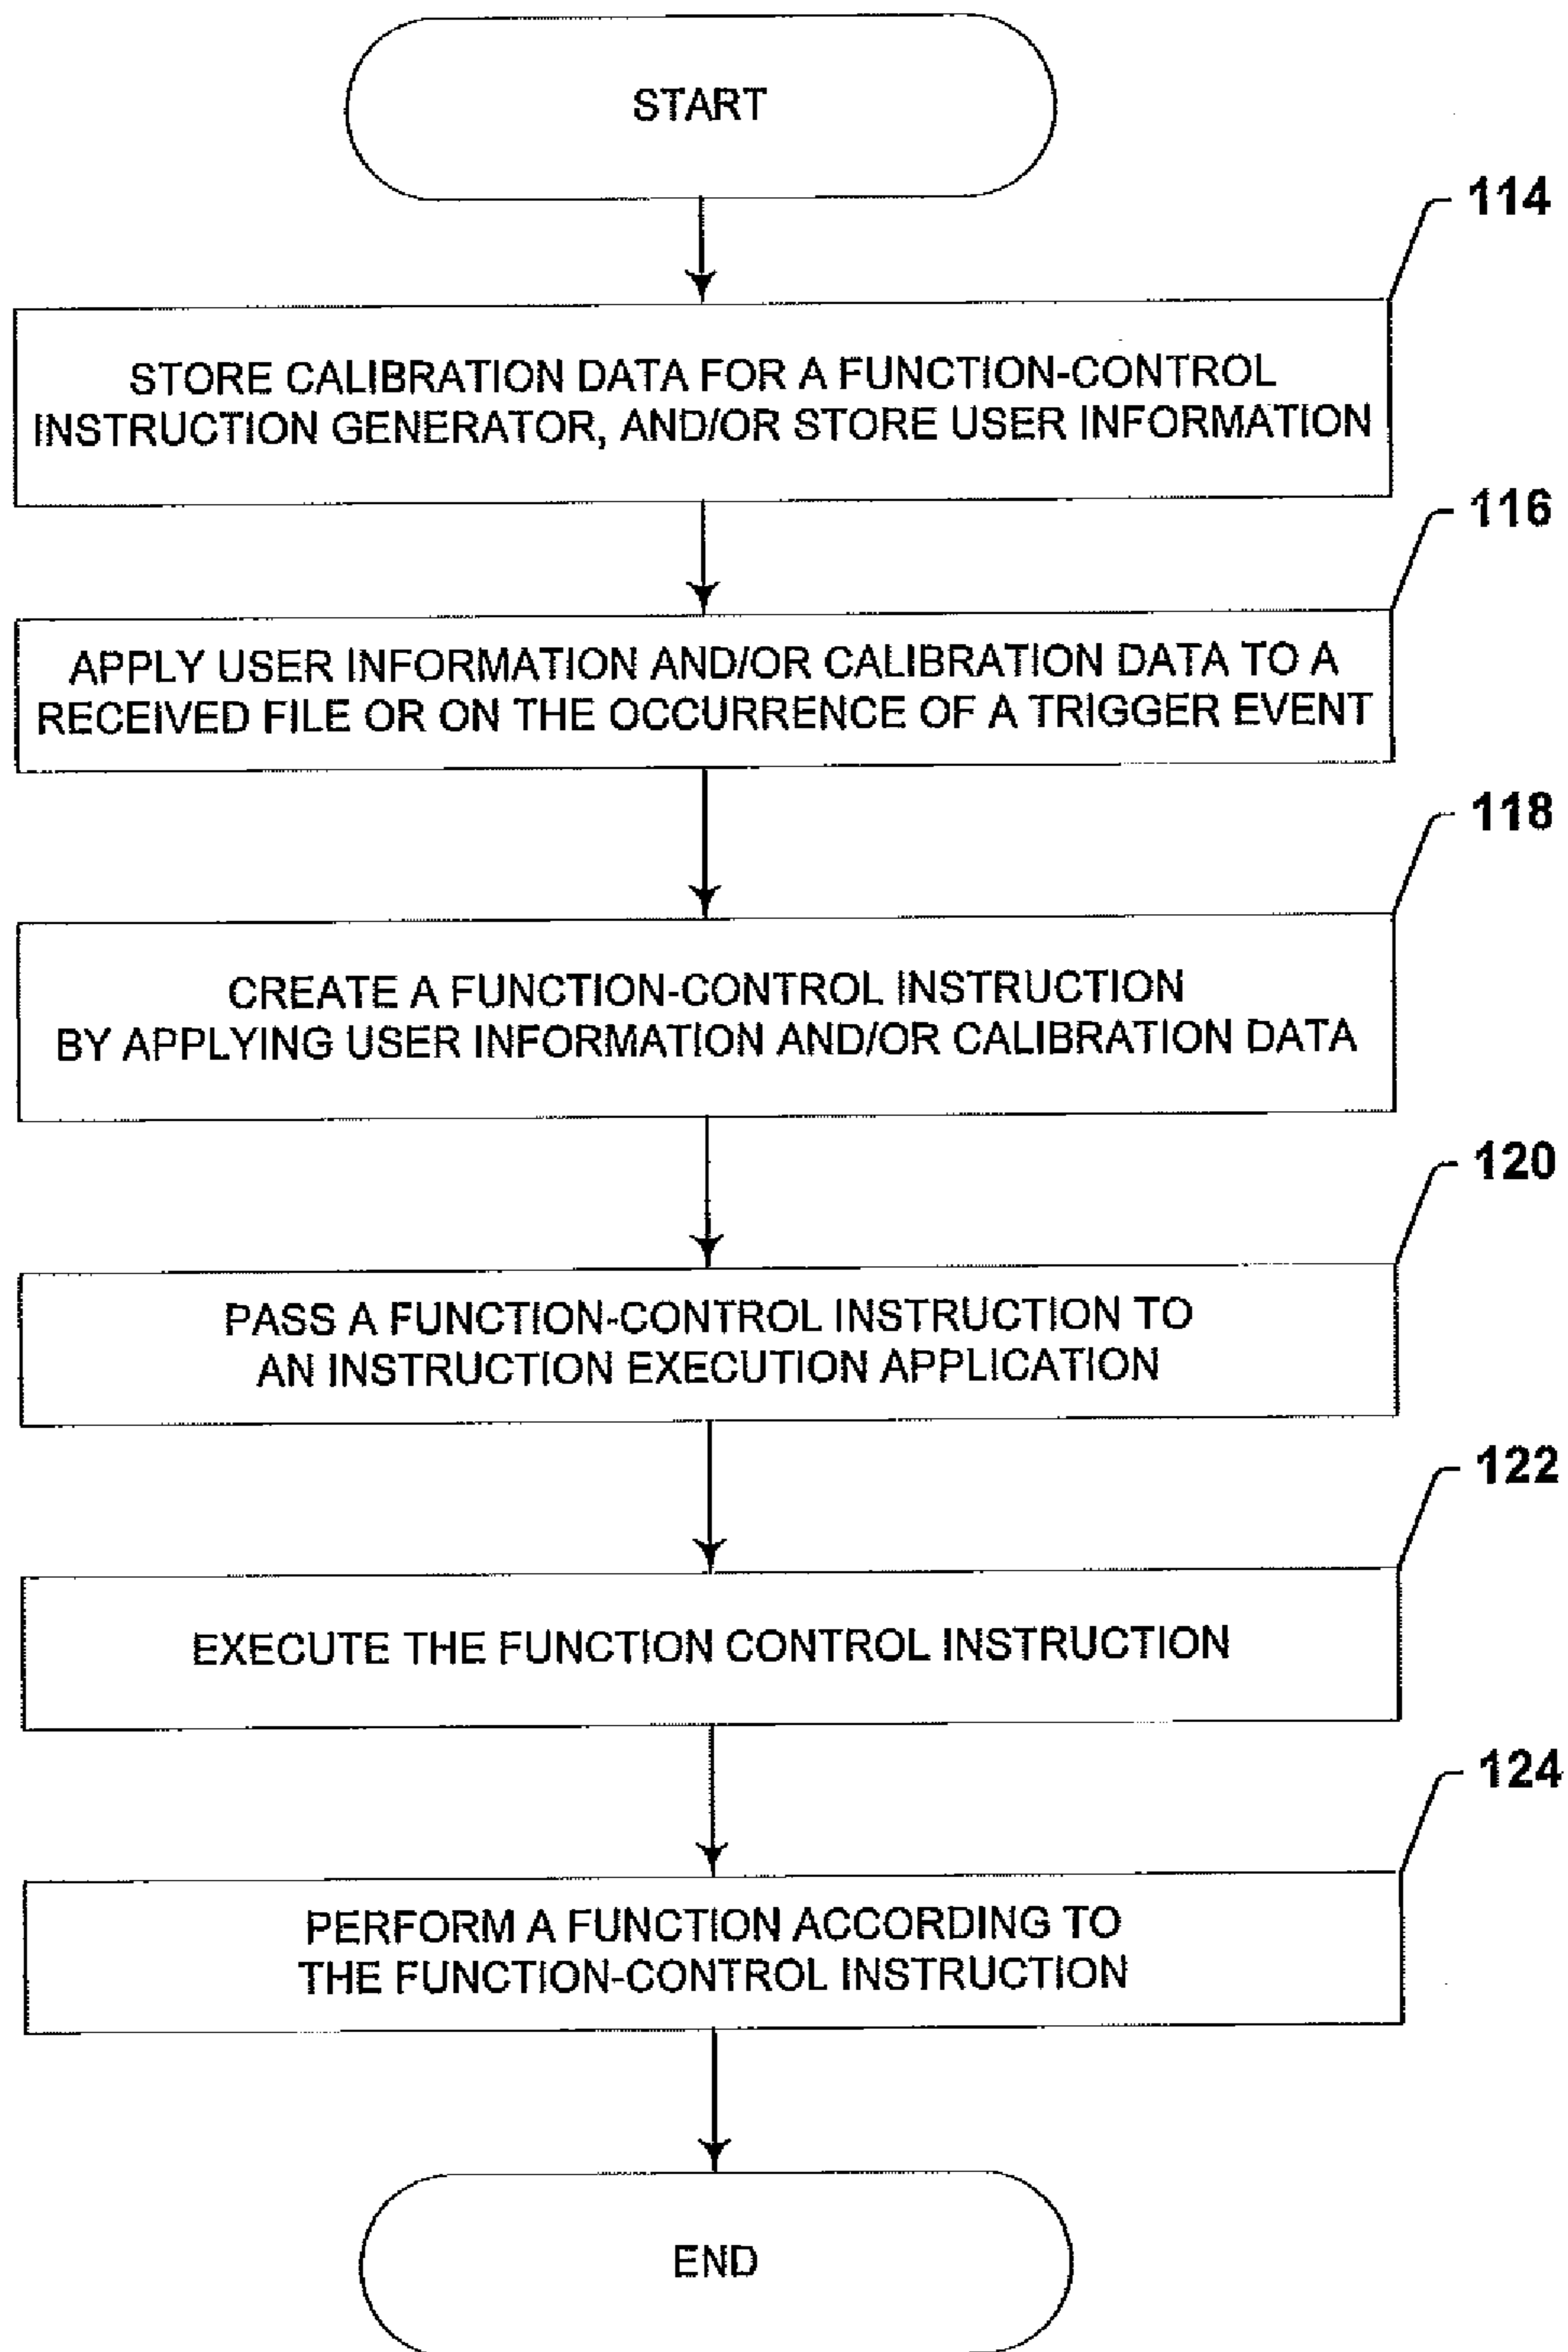 START
114
STORE CALIBRATION DATA FOR A FUNCTION-CONTROL
INSTRUCTION GENERATOR, AND/OR STORE USER INFORMATION
116
APPLY USER INFORMATION AND/OR CALIBRATION DATA TO A
RECEIVED FILE OR ON THE OCCURRENCE OF A TRIGGER EVENT
118
CREATE A FUNCTION-CONTROL INSTRUCTION
BY APPLYING USER INFORMATION AND/OR CALIBRATION DATA
120
PASS A FUNCTION-CONTROL INSTRUCTION TO
AN INSTRUCTION EXECUTION APPLICATION
122
EXECUTE THE FUNCTION CONTROL INSTRUCTION
124
PERFORM A FUNCTION ACCORDING TO
THE FUNCTION-CONTROL INSTRUCTION
END